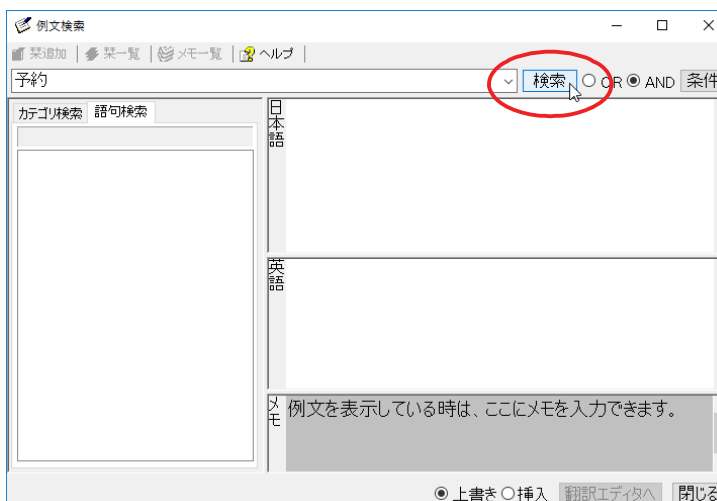 例文検索
栞追加 栞一覧 メモ一覧 ヘルプ
予約 検索 OR AND 条件
カテゴリ検索 語句検索
日本語
英語
メモ
例文を表示している時は、ここにメモを入力できます。
上書き 挿入 翻訳エディタへ 閉じる